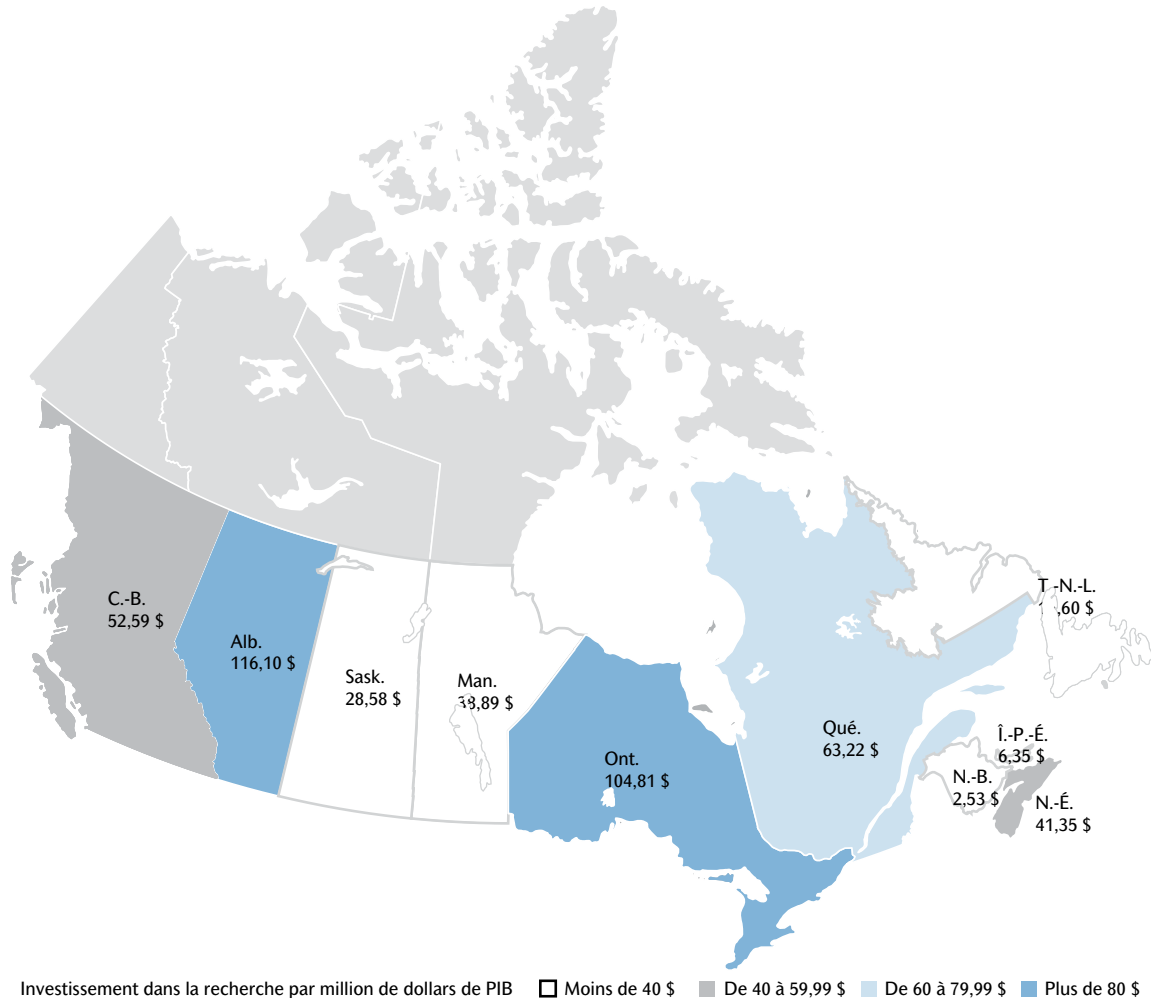 C.-B.
52,59 $
Alb.
116,10 $
Sask.
28,58 $
Man.
38,89 $
Ont.
104,81 $
Qué.
63,22 $
T.-N.-L.
Î.-P.-É.
6,35 $
N.-B.
2,53 $
N.-É.
41,35 $
Investissement dans la recherche par million de dollars de PIB Moins de 40 $ De 40 à 59,99 $ De 60 à 79,99 $ Plus de 80 $